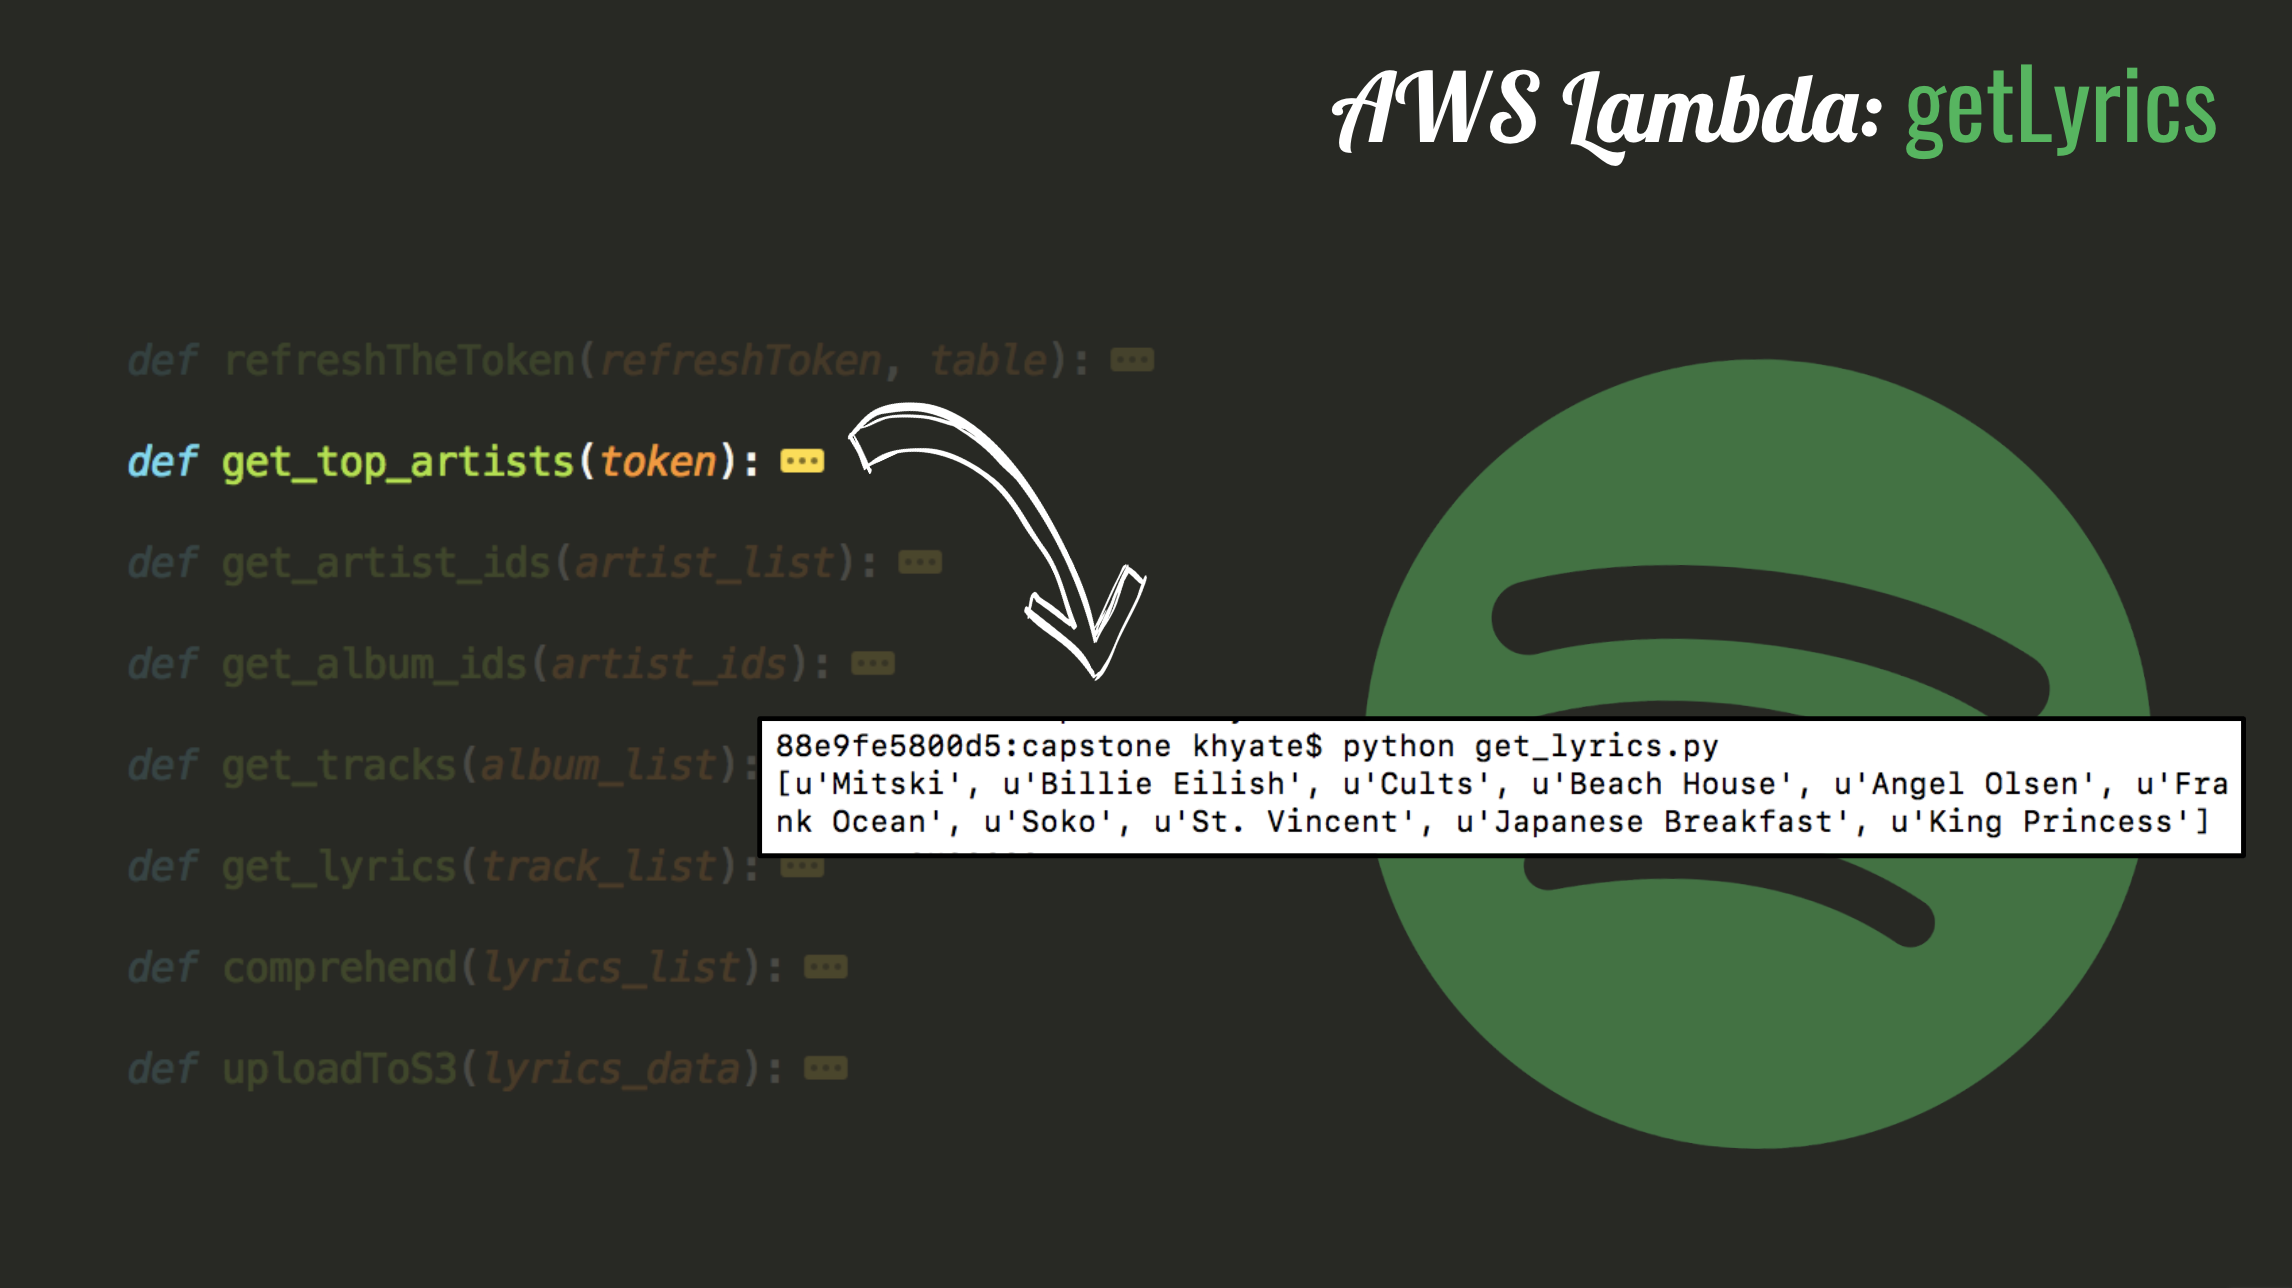 AWS Lambda: getLyrics
def refreshTheToken(refreshToken, table):
def get_top_artists(token):
def get_artist_ids(artist_list):
def get_album_ids(artist_ids):
def get_tracks(album_list):
88e9fe5800d5:capstone khyate$ python get_lyrics.py
[u'Mitski', u'Billie Eilish', u'Cults', u'Beach House', u'Angel Olsen', u'Fra
nk Ocean', u'Soko', u'St. Vincent', u'Japanese Breakfast', u'King Princess']
def get_lyrics(track_list):
def comprehend(lyrics_list):
def uploadToS3(lyrics_data):